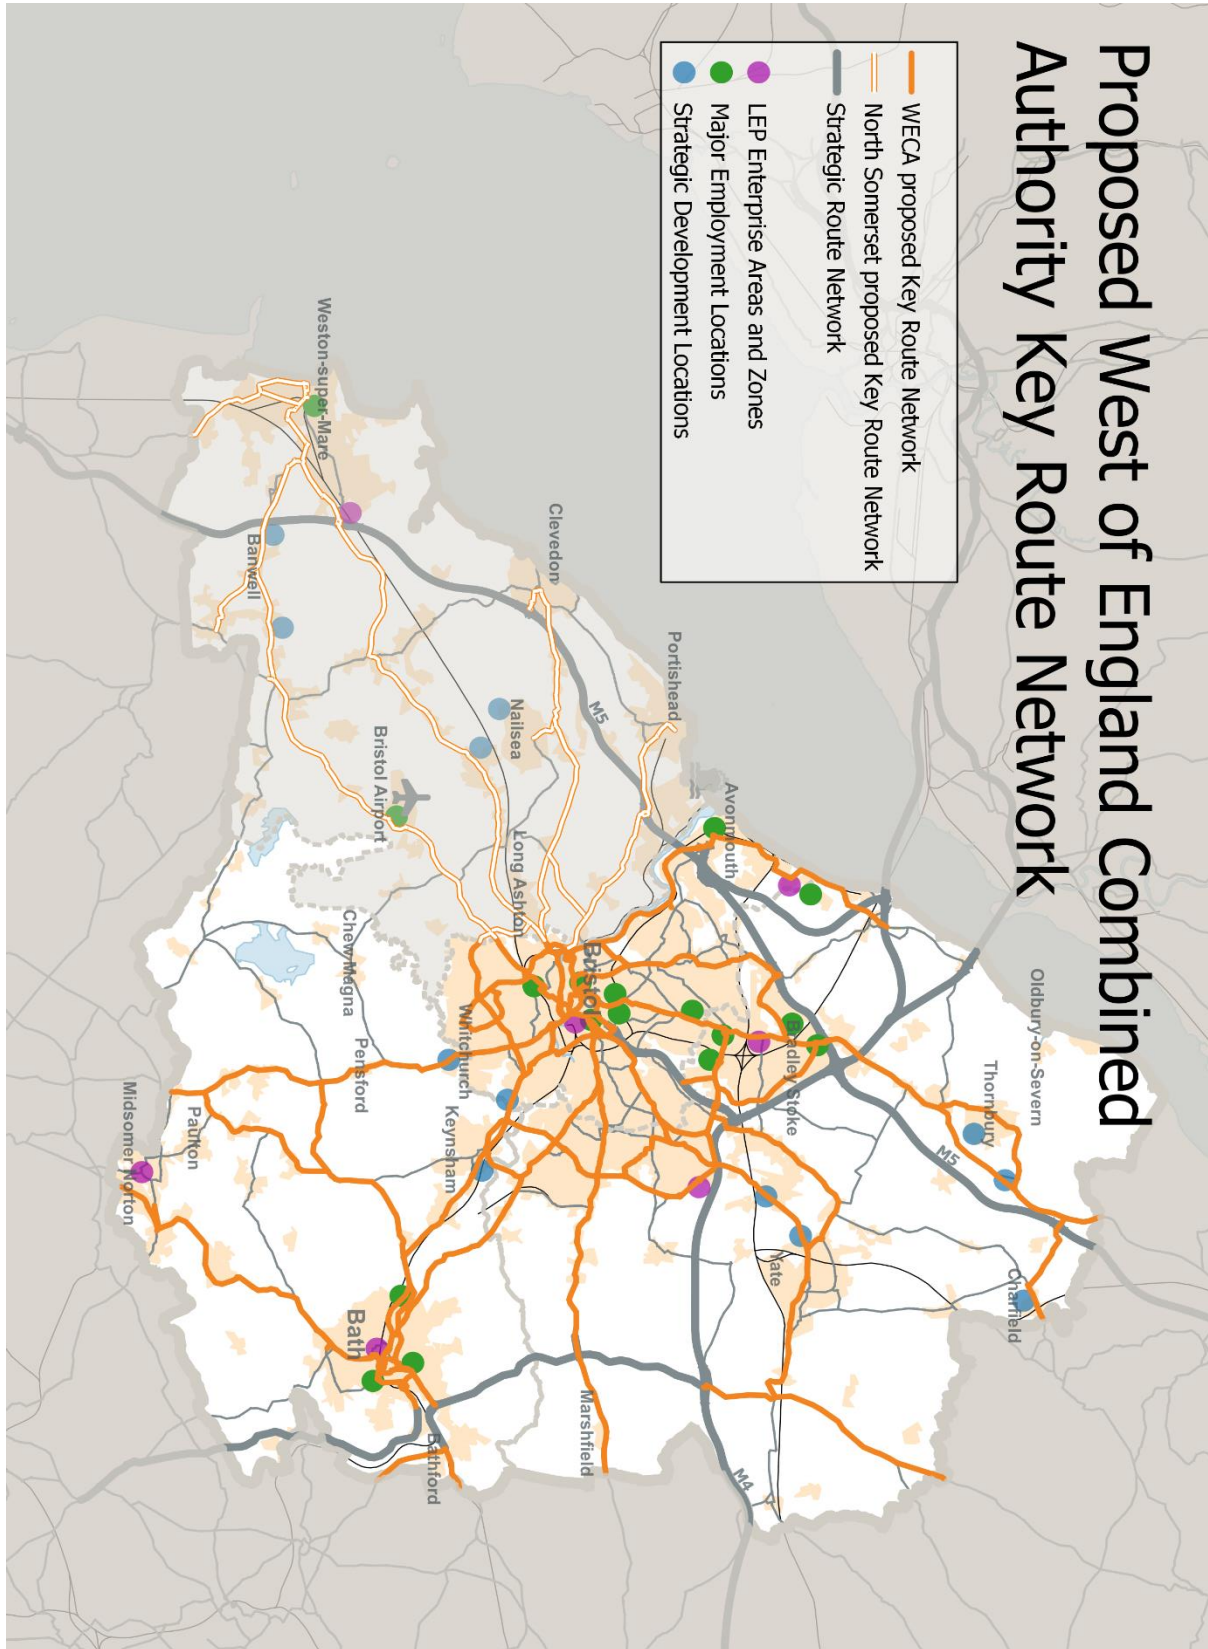 Proposed West of England Combined
Authority Key Route Network
WECA proposed Key Route Network
North Somerset proposed Key Route Network
Strategic Route Network
LEP Enterprise Areas and Zones
Major Employment Locations
Strategic Development Locations
Oldbury-on-Severn
Thornbury
M5
Charfield
Avonmouth
Bradley Stoke
Yate
M4
Portishead
M5
Clevedon
Nailsea
Bristol
Long Ashton
Marshfield
Bristol Airport
Whitchurch
Keynsham
Bathford
Bath
Weston-super-Mare
Banwell
Chew Magna
Pensford
Paulton
Midsomer Norton